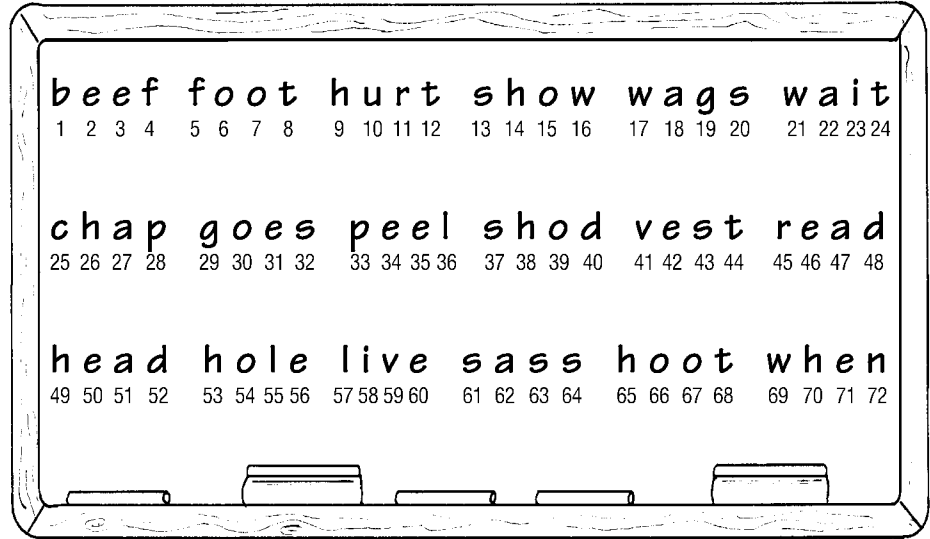 beef foot hurt show wags wait
1 2 3 4 5 6 7 8 9 10 11 12 13 14 15 16 17 18 19 20 21 22 23 24
chap goes peel shod vest read
25 26 27 28 29 30 31 32 33 34 35 36 37 38 39 40 41 42 43 44 45 46 47 48
head hole live sass hoot when
49 50 51 52 53 54 55 56 57 58 59 60 61 62 63 64 65 66 67 68 69 70 71 72